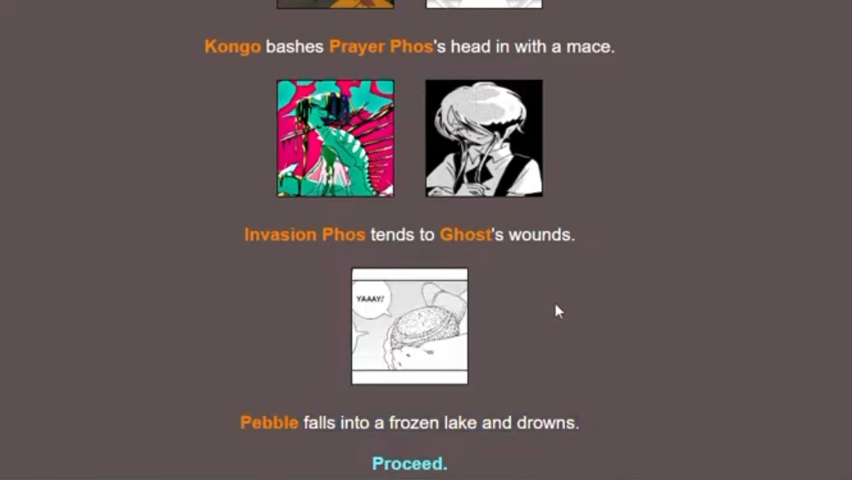 Kongo bashes Prayer Phos's head in with a mace.
Invasion Phos tends to Ghost's wounds.
YAAAY!
Pebble falls into a frozen lake and drowns.
Proceed.